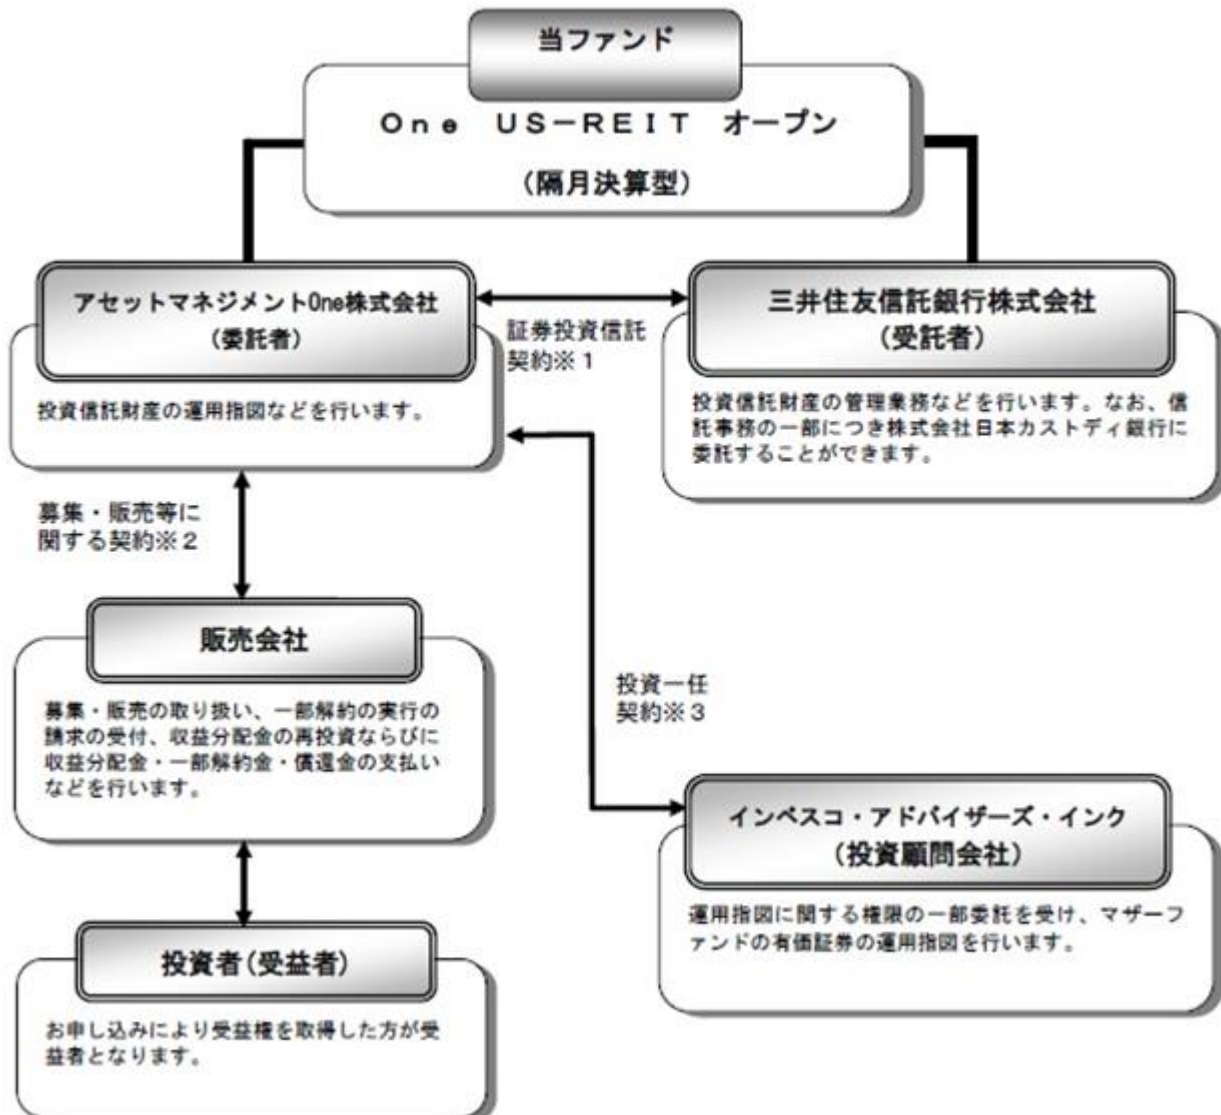 当ファンド
One US-REIT オープン
(隔月決算型)
アセットマネジメントOne株式会社
(委託者)
投資信託財産の運用指図などを行います。
証券投資信託
契約※1
三井住友信託銀行株式会社
(受託者)
投資信託財産の管理業務などを行います。なお、信
託事務の一部につき株式会社日本カストディ銀行に
委託することができます。
募集・販売等に
関する契約※2
販売会社
募集・販売の取り扱い、一部解約の実行の
請求の受付、収益分配金の再投資ならびに
収益分配金・一部解約金・償還金の支払い
などを行います。
投資一任
契約※3
インベスコ・アドバイザーズ・インク
(投資顧問会社)
運用指図に関する権限の一部委託を受け、マザーフ
ァンドの有価証券の運用指図を行います。
投資者(受益者)
お申し込みにより受益権を取得した方が受
益者となります。